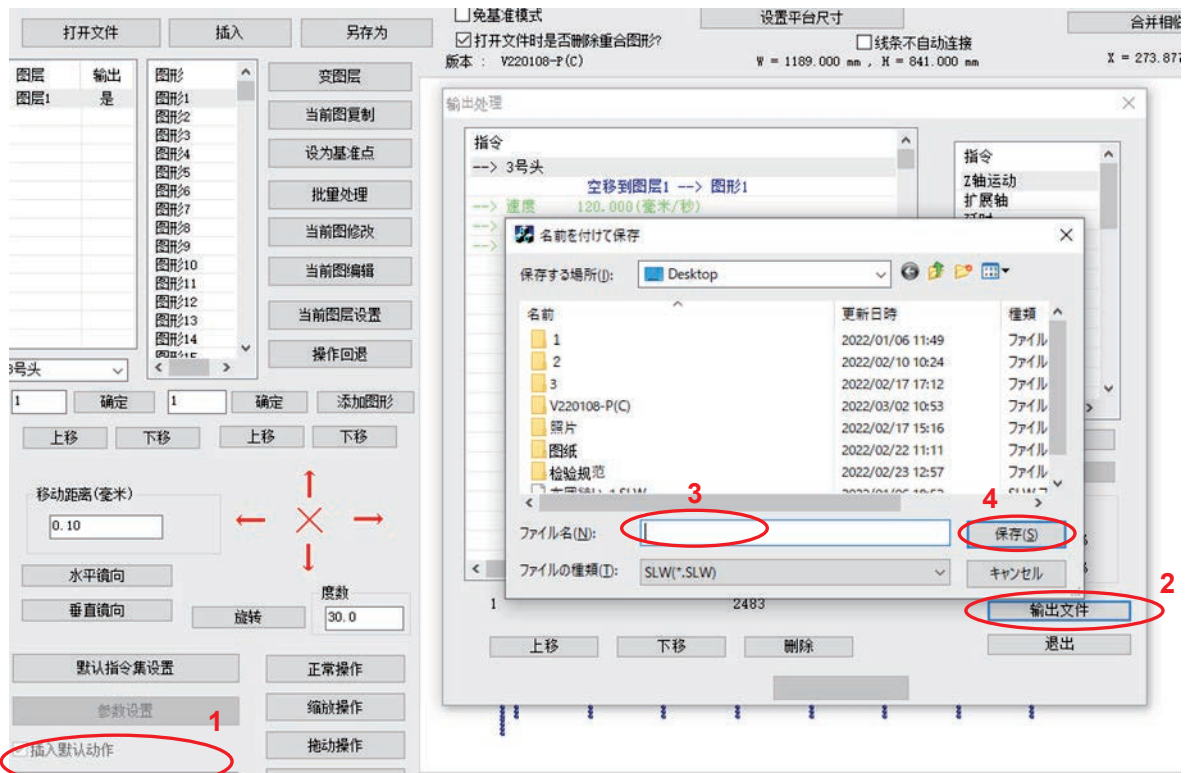 免基准模式
打开文件
插入
另存为
设置平台尺寸
打开文件时是否删除重合图形?
线条不自动连接
版本 : V220108-P(C)
W = 1189.000 mm , H = 841.000 mm
X = 273.877
图层 输出
图层1 是
图形
图形1
图形2
图形3
图形4
图形5
图形6
图形7
图形8
图形9
图形10
图形11
图形12
图形13
图形14
变图层
当前图复制
设为基准点
批量处理
当前图修改
当前图编辑
当前图层设置
操作回退
号头
1 确定 1 确定 添加图形
上移 下移 上移 下移
移动距离(毫米)
0.10
水平镜向
垂直镜向
旋转
度数
30.0
默认指令集设置
参数设置
1
插入默认动作
正常操作
缩放操作
拖动操作
输出处理
指令
--> 3号头
空移到图层1 --> 图形1
--> 速度 120.000(毫米/秒)
-->
-->
指令
Z轴运动
扩展轴
名前を付けて保存
保存する場所(I): Desktop
名前 更新日時 種類
1 2022/01/06 11:49 ファイル
2 2022/02/10 10:24 ファイル
3 2022/02/17 17:12 ファイル
V220108-P(C) 2022/03/02 10:53 ファイル
照片 2022/02/17 15:16 ファイル
图纸 2022/02/22 11:11 ファイル
检验规范 2022/02/23 12:57 ファイル
3
4
ファイル名(N): 保存(S)
ファイルの種類(T): SLW(*.SLW) キャンセル
2
1 2483 输出文件
上移 下移 删除 退出